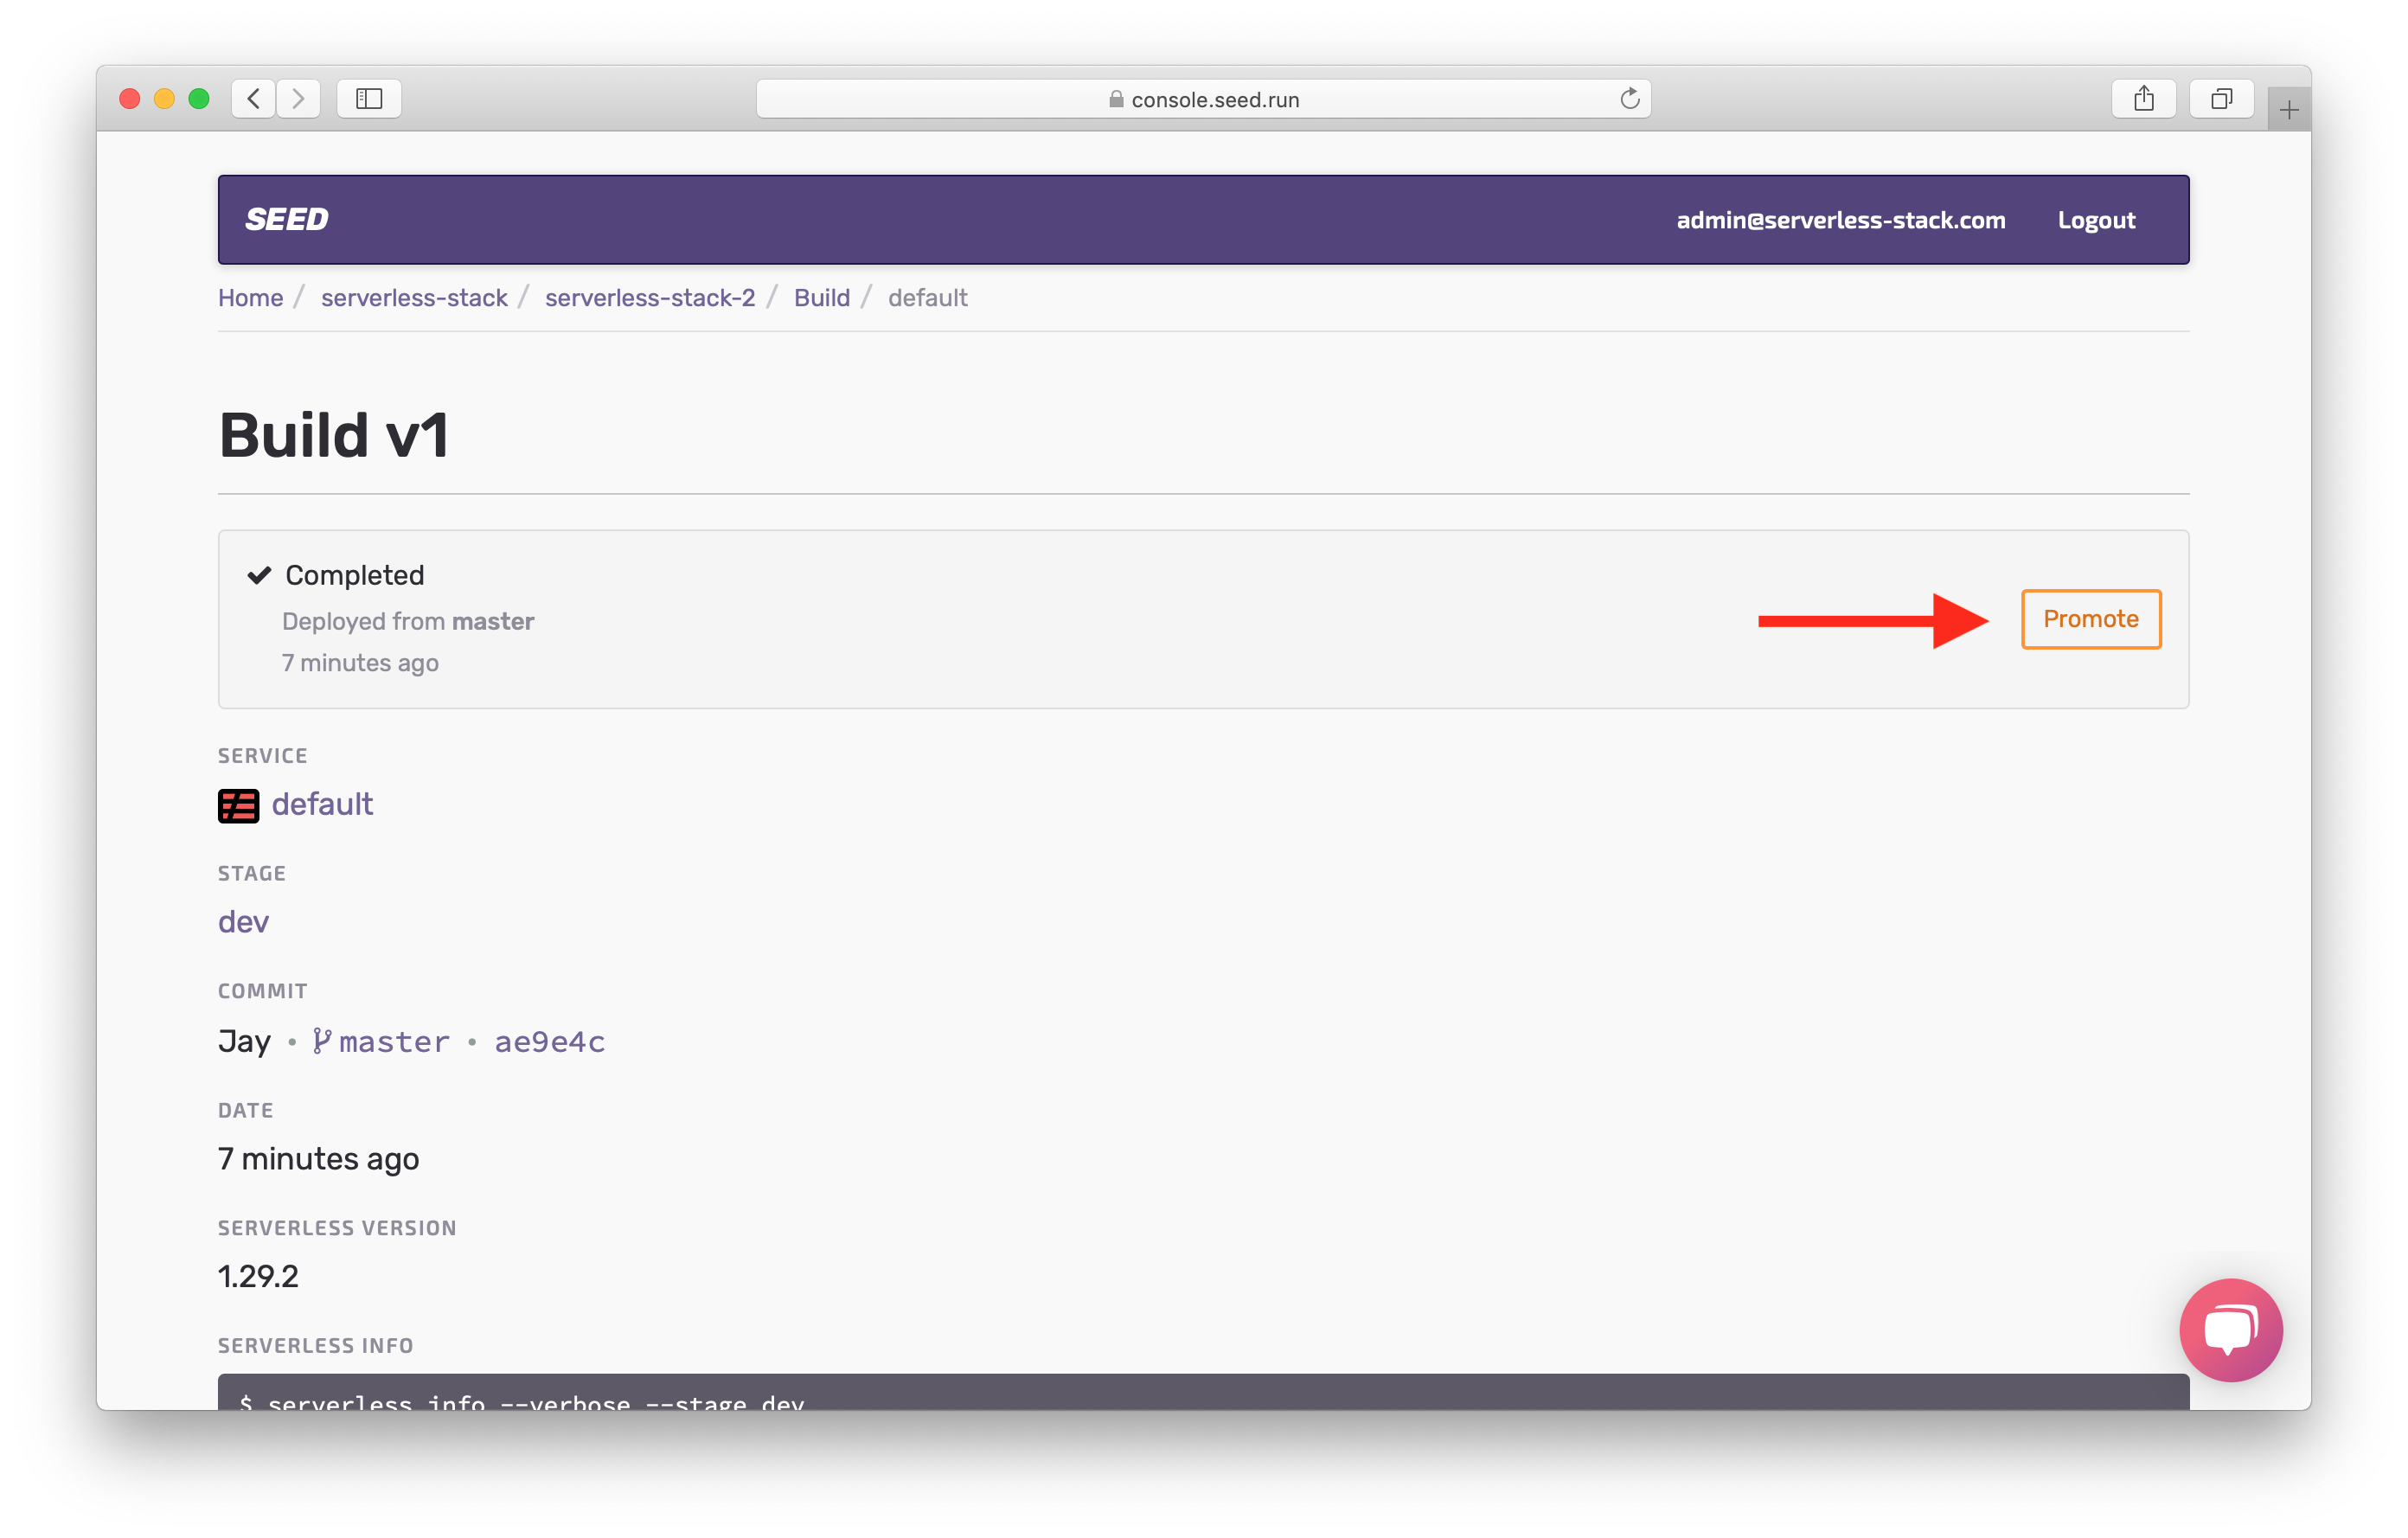 console.seed.run
SEED
admin@serverless-stack.com Logout
Home / serverless-stack / serverless-stack-2 / Build / default
Build v1
Completed
Deployed from master
7 minutes ago
Promote
SERVICE
default
STAGE
dev
COMMIT
Jay • master • ae9e4c
DATE
7 minutes ago
SERVERLESS VERSION
1.29.2
SERVERLESS INFO
$ serverless info --verbose --stage dev